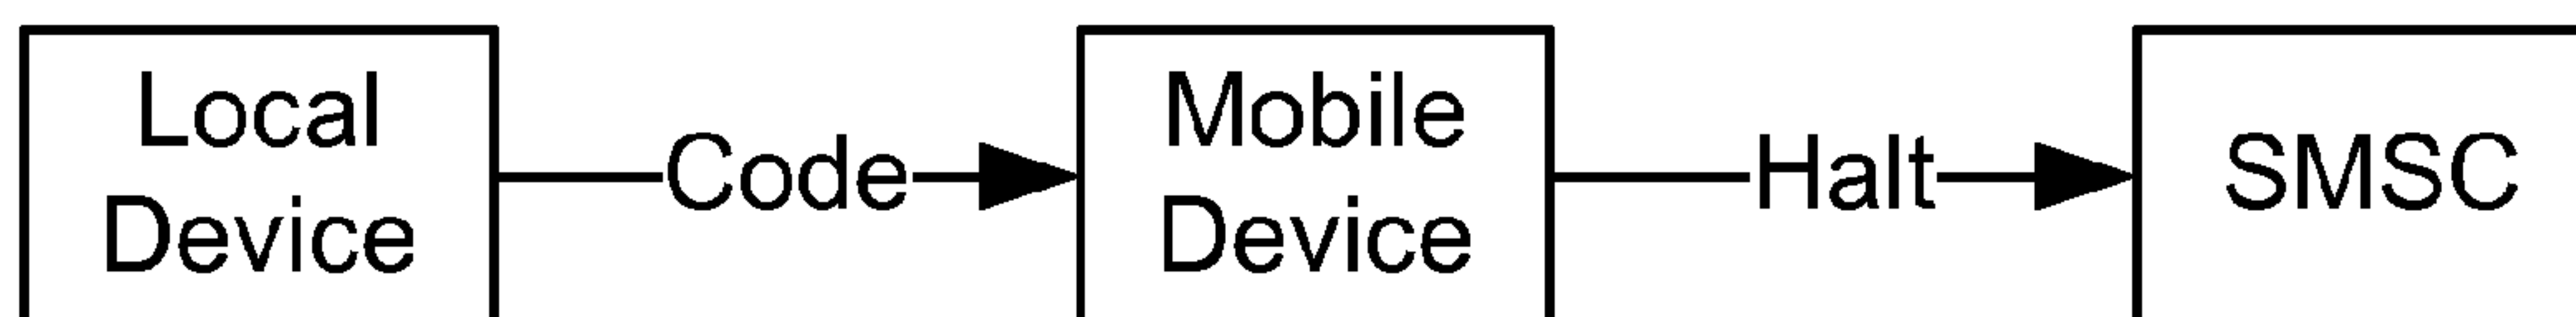 Local
Device
Code
Mobile
Device
Halt
SMSC